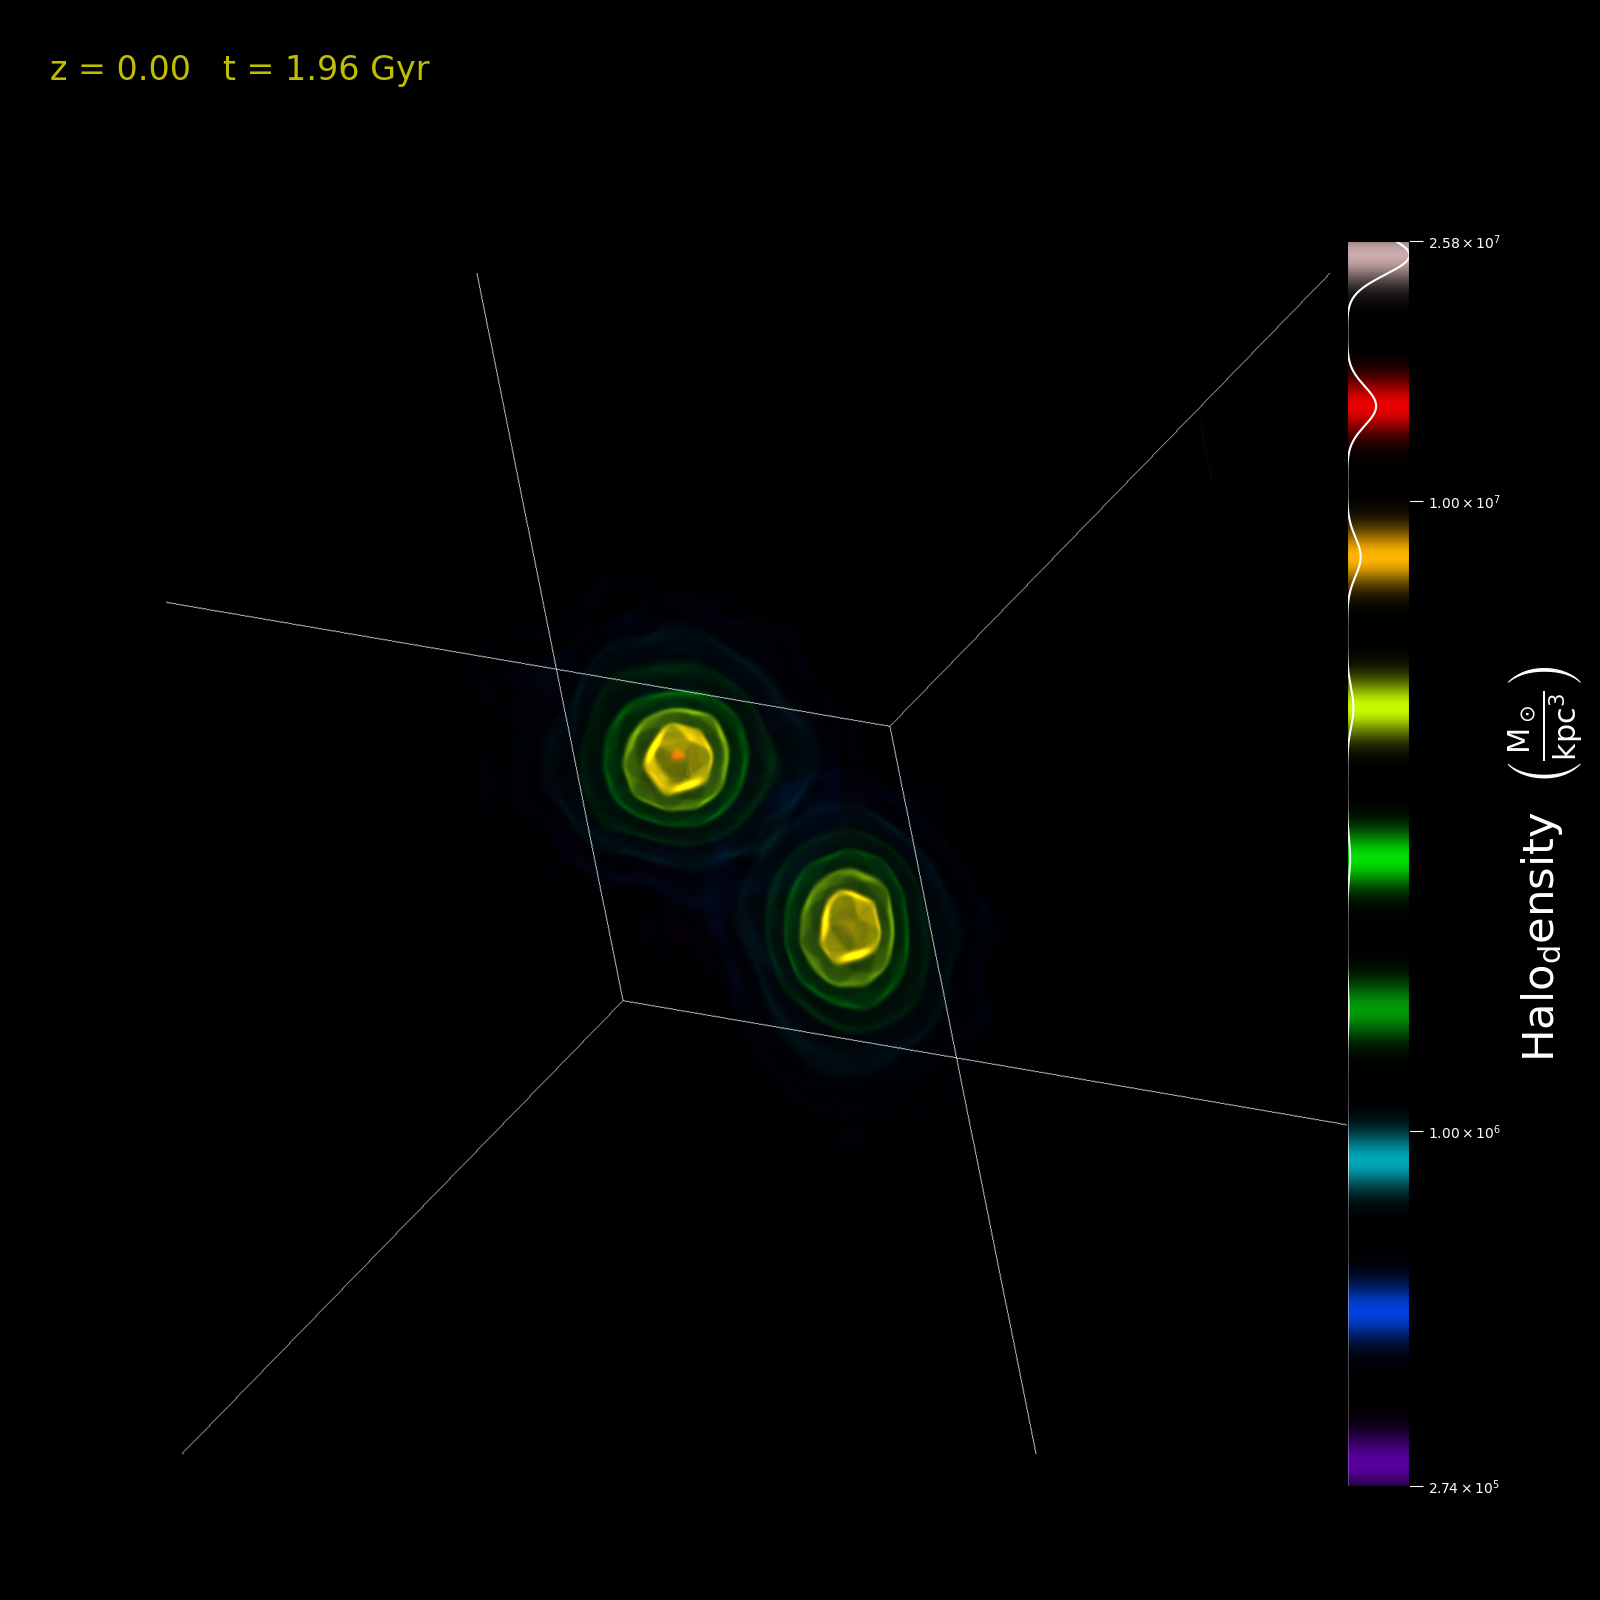 z = 0.00   t = 1.96 Gyr
2.58 × 10⁷
1.00 × 10⁷
1.00 × 10⁶
2.74 × 10⁵
Halo_density (M☉/kpc³)